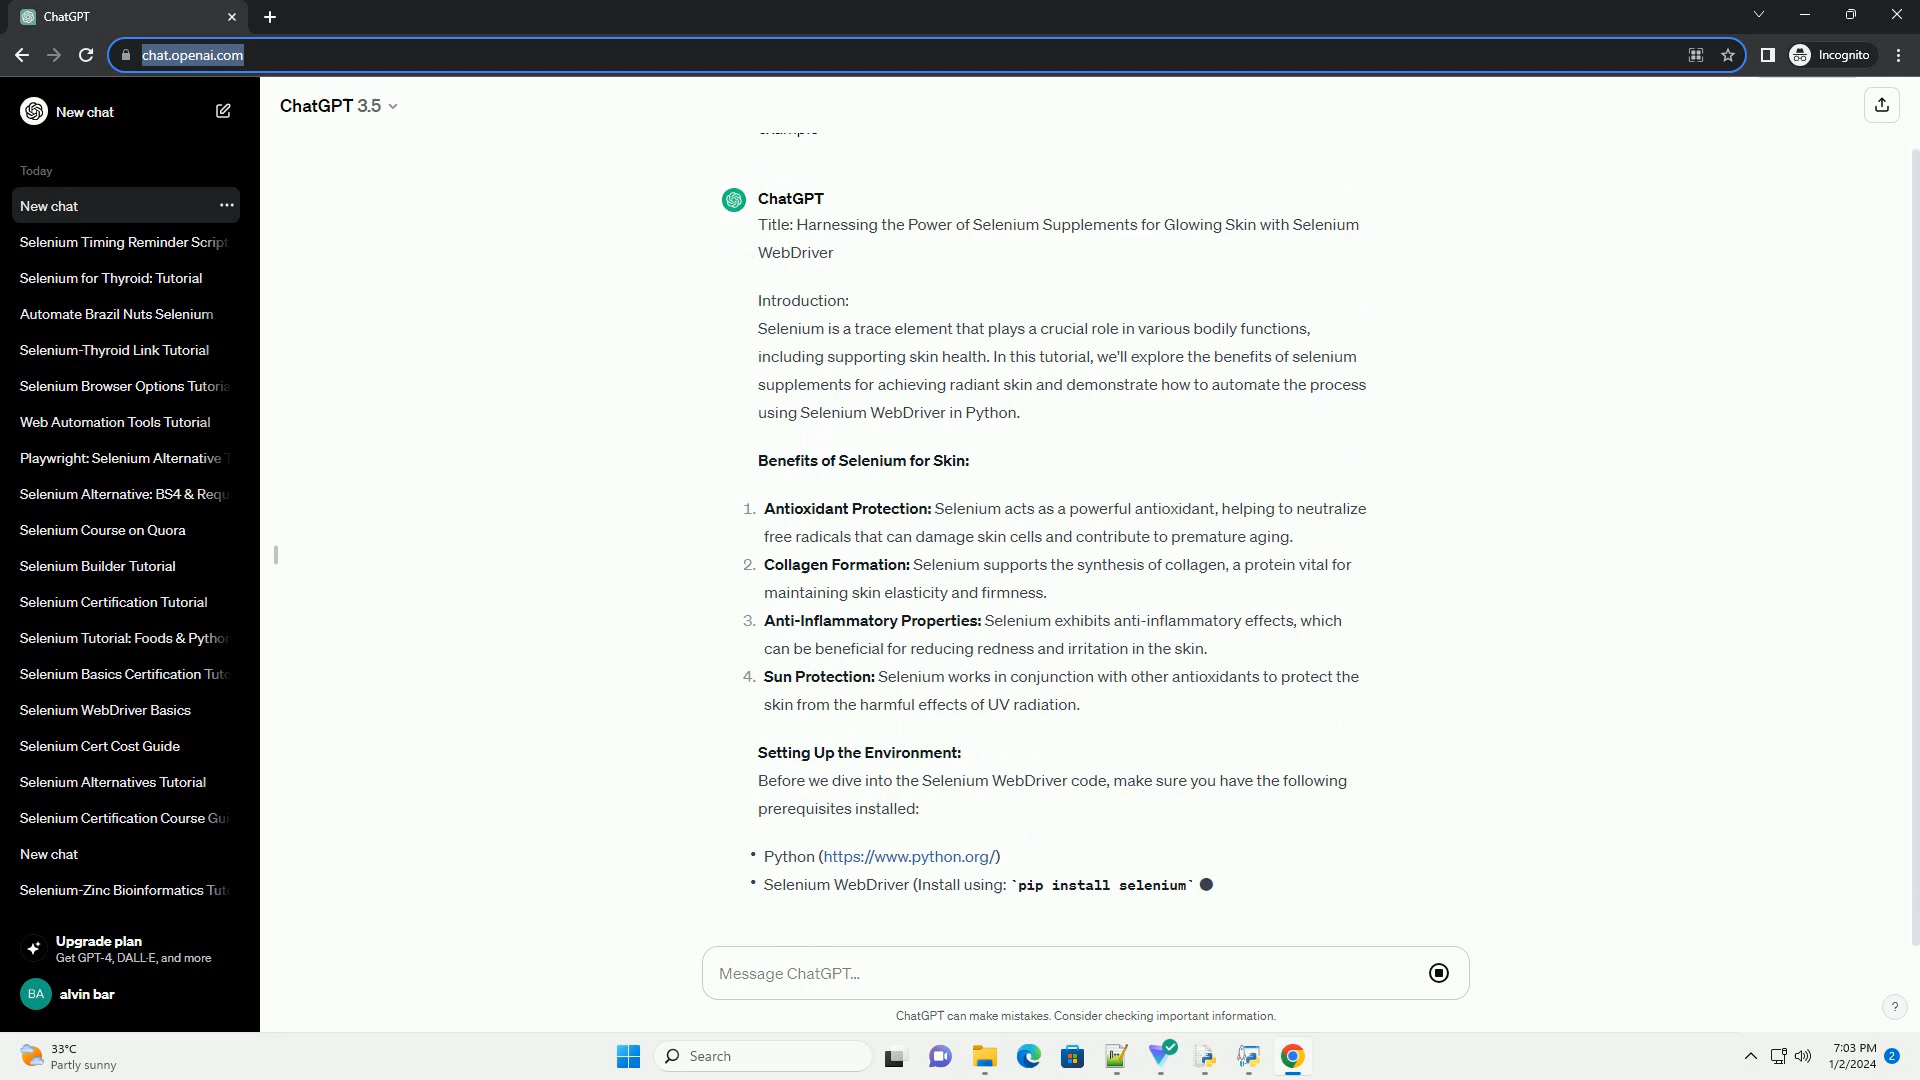 ChatGPT
chat.openai.com
Incognito
New chat
Today
New chat
Selenium Timing Reminder Script
Selenium for Thyroid: Tutorial
Automate Brazil Nuts Selenium
Selenium-Thyroid Link Tutorial
Selenium Browser Options Tutoria
Web Automation Tools Tutorial
Playwright: Selenium Alternative T
Selenium Alternative: BS4 & Requ
Selenium Course on Quora
Selenium Builder Tutorial
Selenium Certification Tutorial
Selenium Tutorial: Foods & Python
Selenium Basics Certification Tuto
Selenium WebDriver Basics
Selenium Cert Cost Guide
Selenium Alternatives Tutorial
Selenium Certification Course Gui
New chat
Selenium-Zinc Bioinformatics Tuto
Upgrade plan
Get GPT-4, DALL·E, and more
BA
alvin bar
ChatGPT 3.5
ChatGPT
Title: Harnessing the Power of Selenium Supplements for Glowing Skin with Selenium
WebDriver
Introduction:
Selenium is a trace element that plays a crucial role in various bodily functions,
including supporting skin health. In this tutorial, we'll explore the benefits of selenium
supplements for achieving radiant skin and demonstrate how to automate the process
using Selenium WebDriver in Python.
Benefits of Selenium for Skin:
1. Antioxidant Protection: Selenium acts as a powerful antioxidant, helping to neutralize
free radicals that can damage skin cells and contribute to premature aging.
2. Collagen Formation: Selenium supports the synthesis of collagen, a protein vital for
maintaining skin elasticity and firmness.
3. Anti-Inflammatory Properties: Selenium exhibits anti-inflammatory effects, which
can be beneficial for reducing redness and irritation in the skin.
4. Sun Protection: Selenium works in conjunction with other antioxidants to protect the
skin from the harmful effects of UV radiation.
Setting Up the Environment:
Before we dive into the Selenium WebDriver code, make sure you have the following
prerequisites installed:
• Python (https://www.python.org/)
• Selenium WebDriver (Install using: `pip install selenium`
Message ChatGPT...
ChatGPT can make mistakes. Consider checking important information.
?
33°C
Partly sunny
Search
7:03 PM
1/2/2024
2